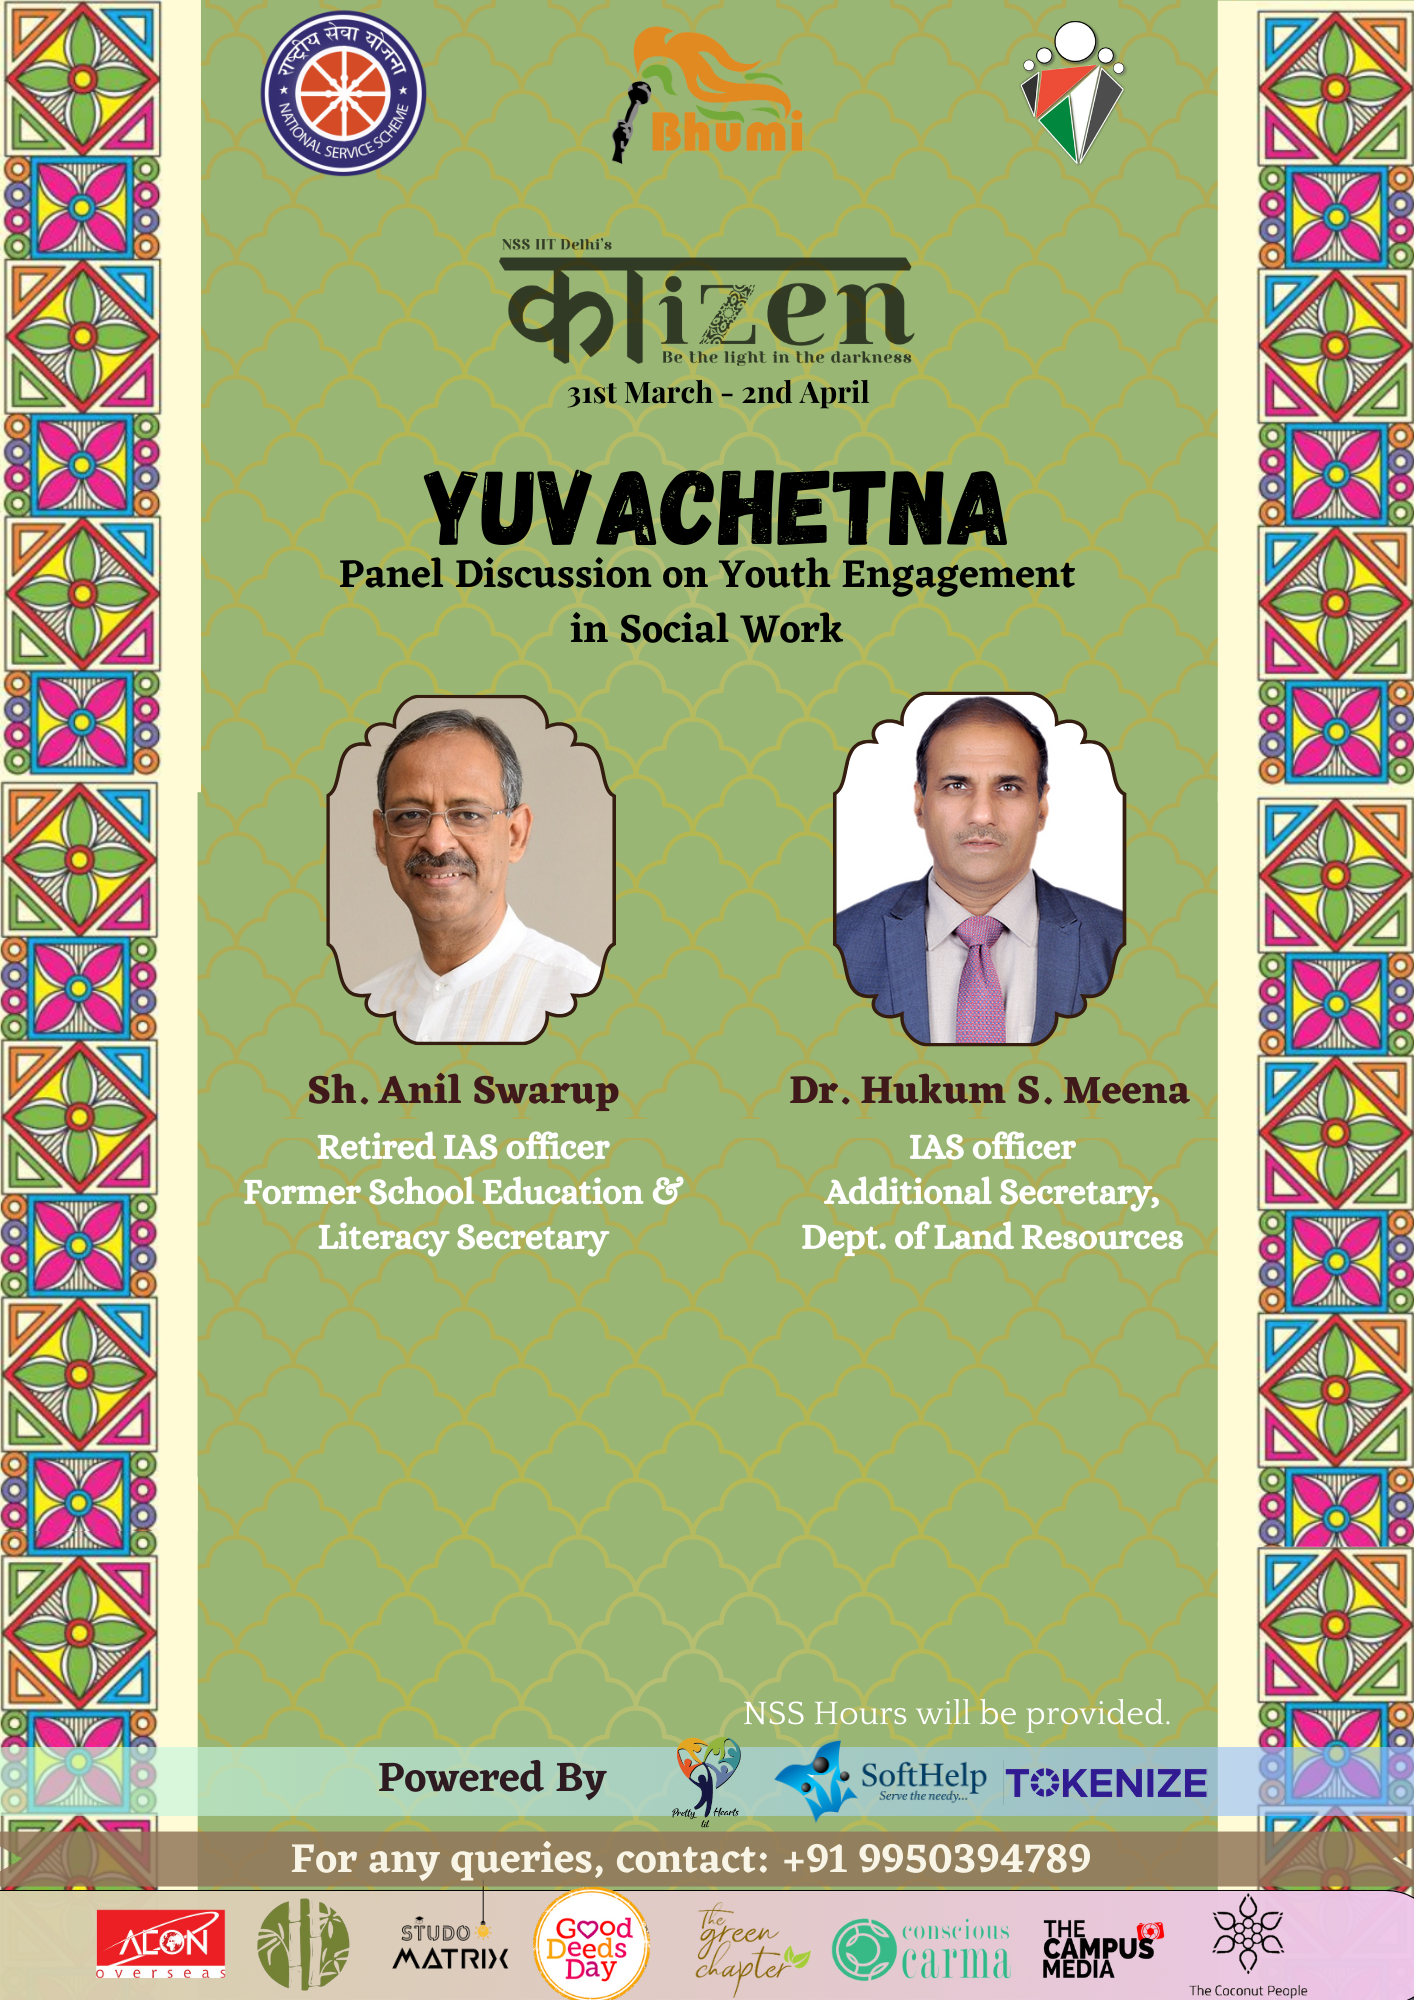 राष्ट्रीय सेवा योजना
NATIONAL SERVICE SCHEME
Bhumi
NSS IIT Delhi's
काizen
Be the light in the darkness
31st March - 2nd April
YUVACHETNA
Panel Discussion on Youth Engagement
in Social Work
Sh. Anil Swarup
Retired IAS officer
Former School Education &
Literacy Secretary
Dr. Hukum S. Meena
IAS officer
Additional Secretary,
Dept. of Land Resources
NSS Hours will be provided.
Powered By
Pretty lil Hearts
SoftHelp
Serve the needy...
TOKENIZE
For any queries, contact: +91 9950394789
AEON
overseas
STUDO
MATRIX
Good
Deeds
Day
The
green
chapter
conscious
carma
THE
CAMPUS
MEDIA
The Coconut People